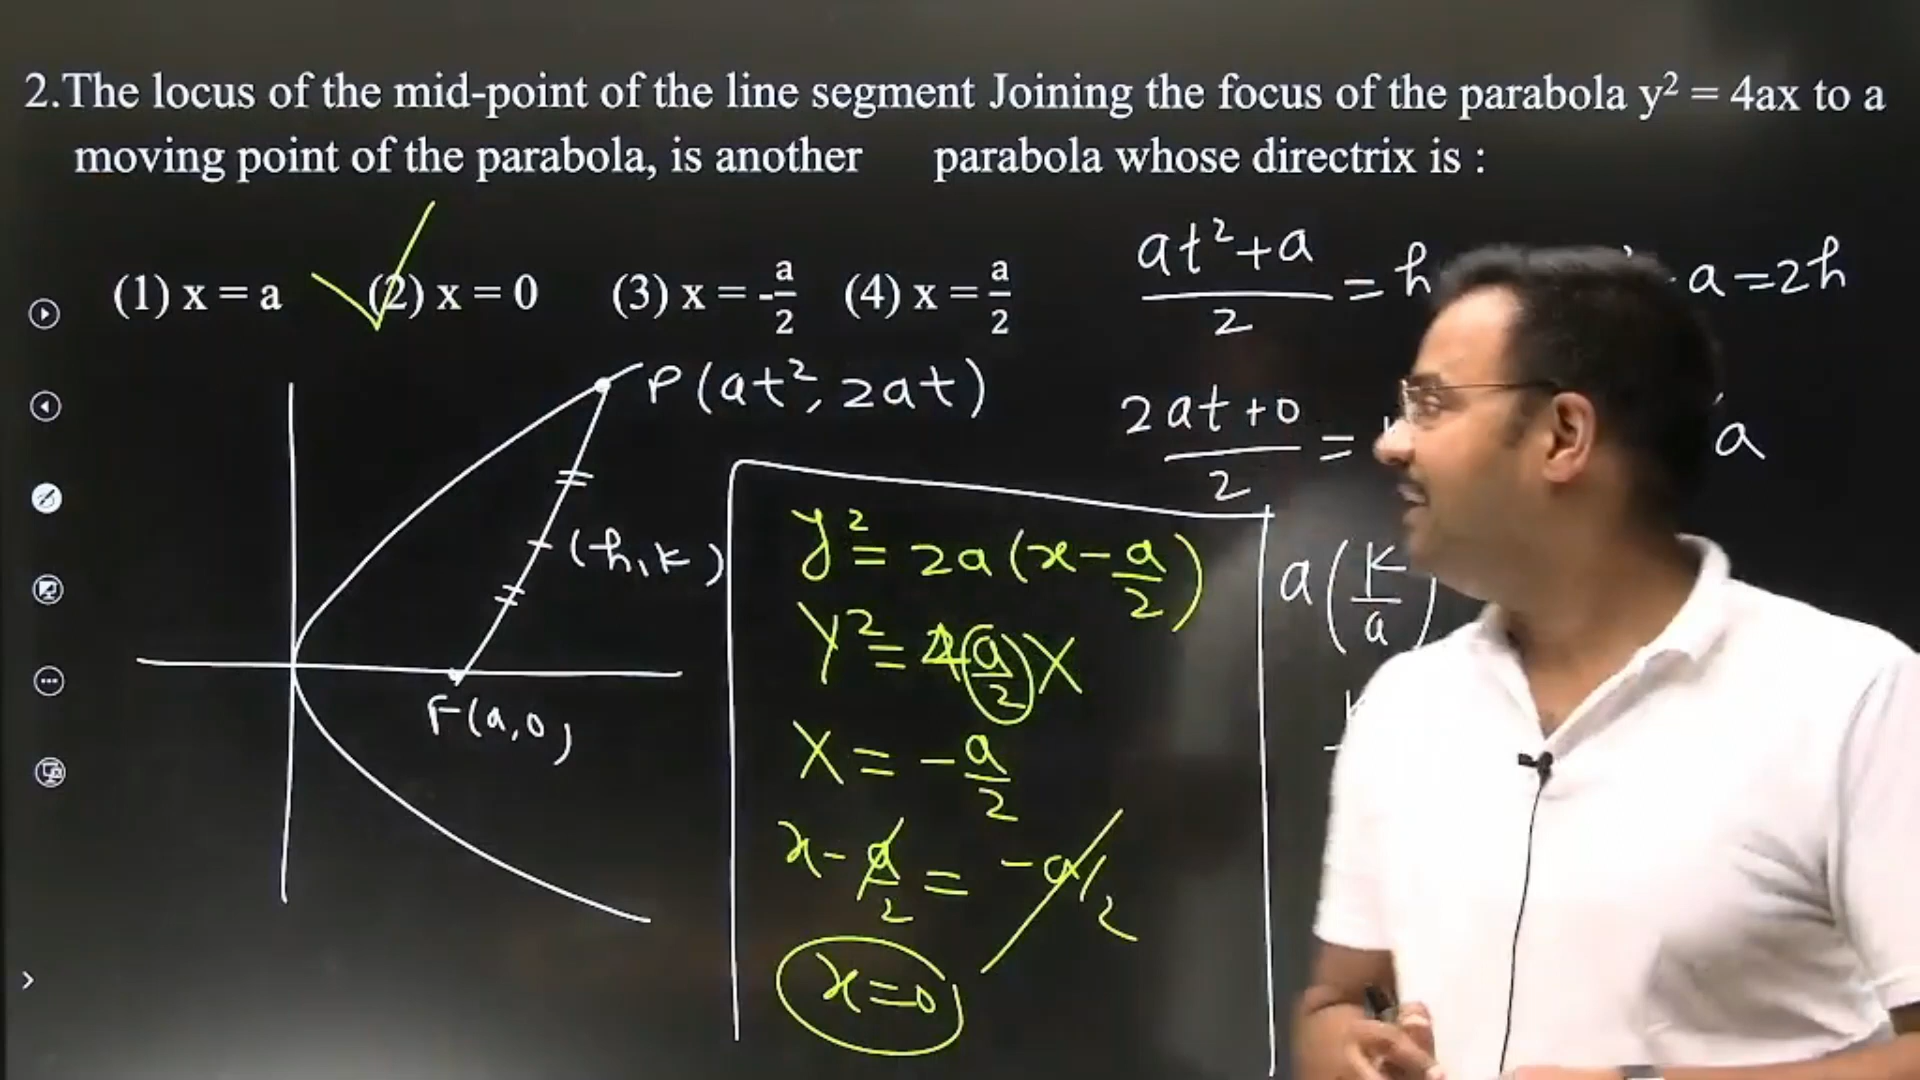 2.The locus of the mid-point of the line segment Joining the focus of the parabola y² = 4ax to a
moving point of the parabola, is another parabola whose directrix is :
(1) x = a (2) x = 0 (3) x = -a/2 (4) x = a/2
(at²+a)/2 = h
a = 2h
P(at², 2at)
(2at+0)/2 =
a
(h, k)
F(a, 0)
y² = 2a(x - a/2)
Y² = 4(a/2)X
X = -a/2
x - a/2 = -a/2
x = 0
a(k/a)